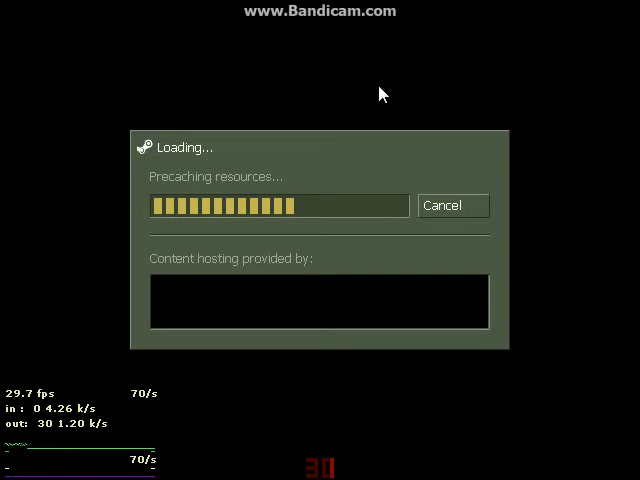 www.Bandicam.com
Loading...
Precaching resources...
Cancel
Content hosting provided by:
29.7 fps 70/s
in : 0 4.26 k/s
out: 30 1.20 k/s
70/s
30